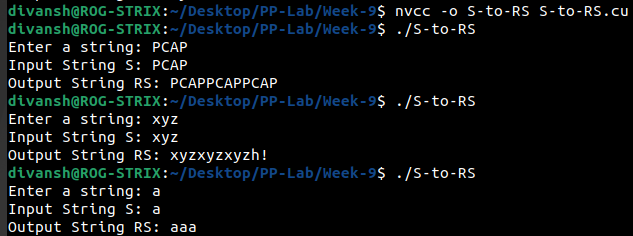 divansh@ROG-STRIX:~/Desktop/PP-Lab/Week-9$ nvcc -o S-to-RS S-to-RS.cu
divansh@ROG-STRIX:~/Desktop/PP-Lab/Week-9$ ./S-to-RS
Enter a string: PCAP
Input String S: PCAP
Output String RS: PCAPPCAPPCAP
divansh@ROG-STRIX:~/Desktop/PP-Lab/Week-9$ ./S-to-RS
Enter a string: xyz
Input String S: xyz
Output String RS: xyzxyzxyzh!
divansh@ROG-STRIX:~/Desktop/PP-Lab/Week-9$ ./S-to-RS
Enter a string: a
Input String S: a
Output String RS: aaa